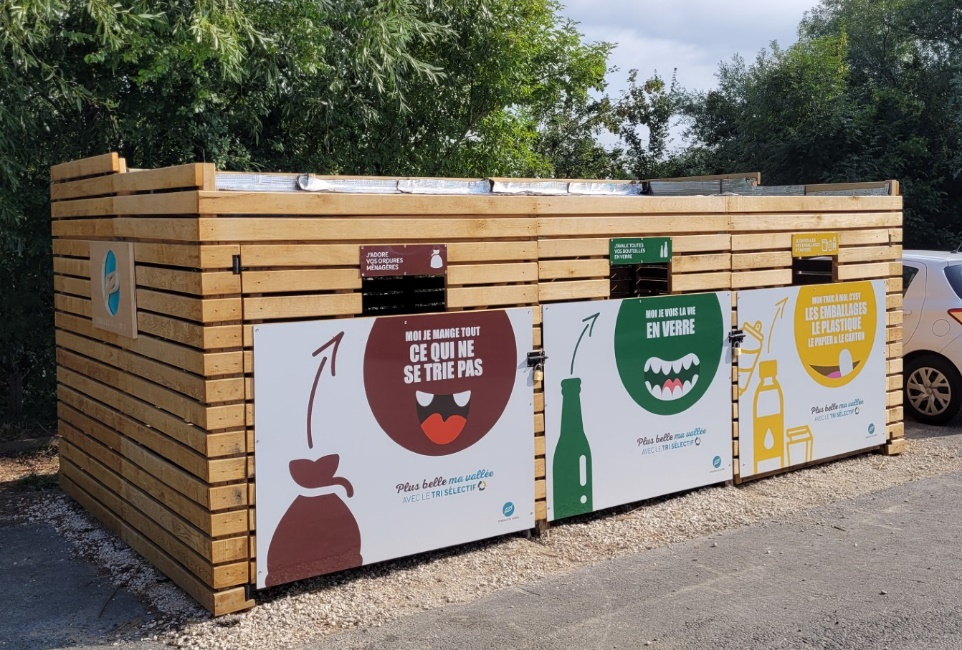 J'ADORE
VOS ORDURES
MÉNAGÈRES
MOI JE MANGE TOUT
CE QUI NE
SE TRIE PAS
Plus belle ma vallée
AVEC LE TRI SÉLECTIF
J'AVALE TOUTES
VOS BOUTEILLES
EN VERRE
MOI JE VOIS LA VIE
EN VERRE
Plus belle ma vallée
AVEC LE TRI SÉLECTIF
MON TRUC À MOI, C'EST
LES EMBALLAGES
LE PLASTIQUE
LE PAPIER & LE CARTON
Plus belle ma vallée
AVEC LE TRI SÉLECTIF